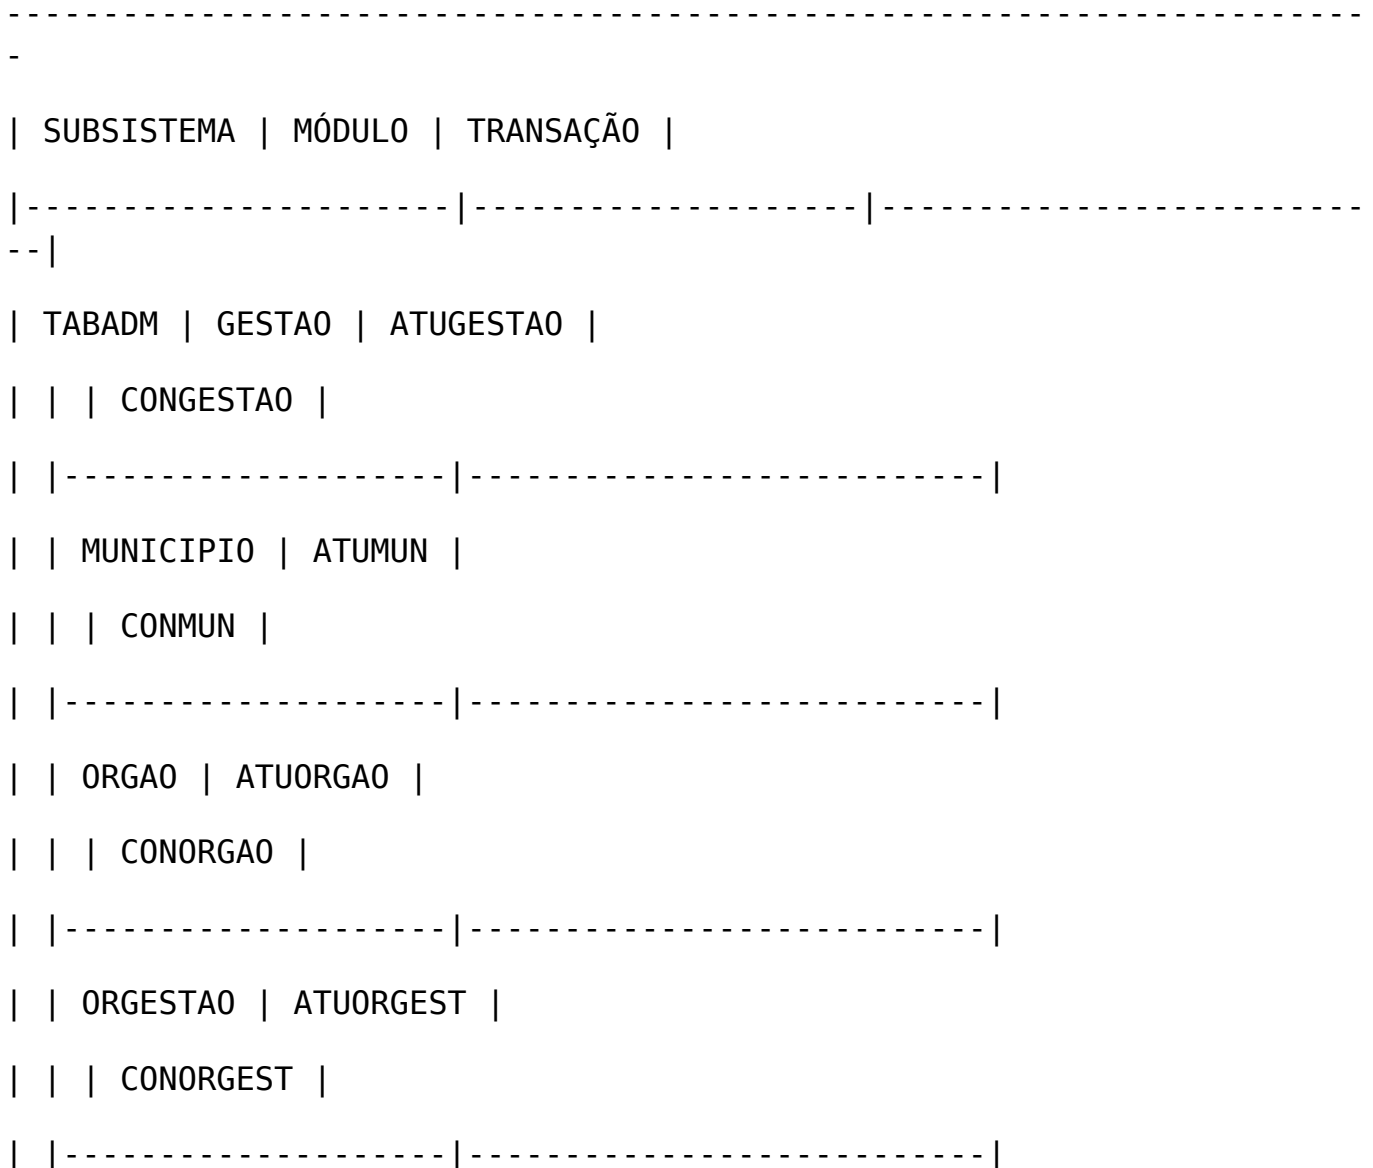 ----------------------------------------------------------------------
-
| SUBSISTEMA | MÓDULO | TRANSAÇÃO |
|----------------------|--------------------|-------------------------
--|
| TABADM | GESTAO | ATUGESTAO |
| | | CONGESTAO |
| |--------------------|---------------------------|
| | MUNICIPIO | ATUMUN |
| | | CONMUN |
| |--------------------|---------------------------|
| | ORGAO | ATUORGAO |
| | | CONORGAO |
| |--------------------|---------------------------|
| | ORGESTAO | ATUORGEST |
| | | CONORGEST |
| |--------------------|---------------------------|